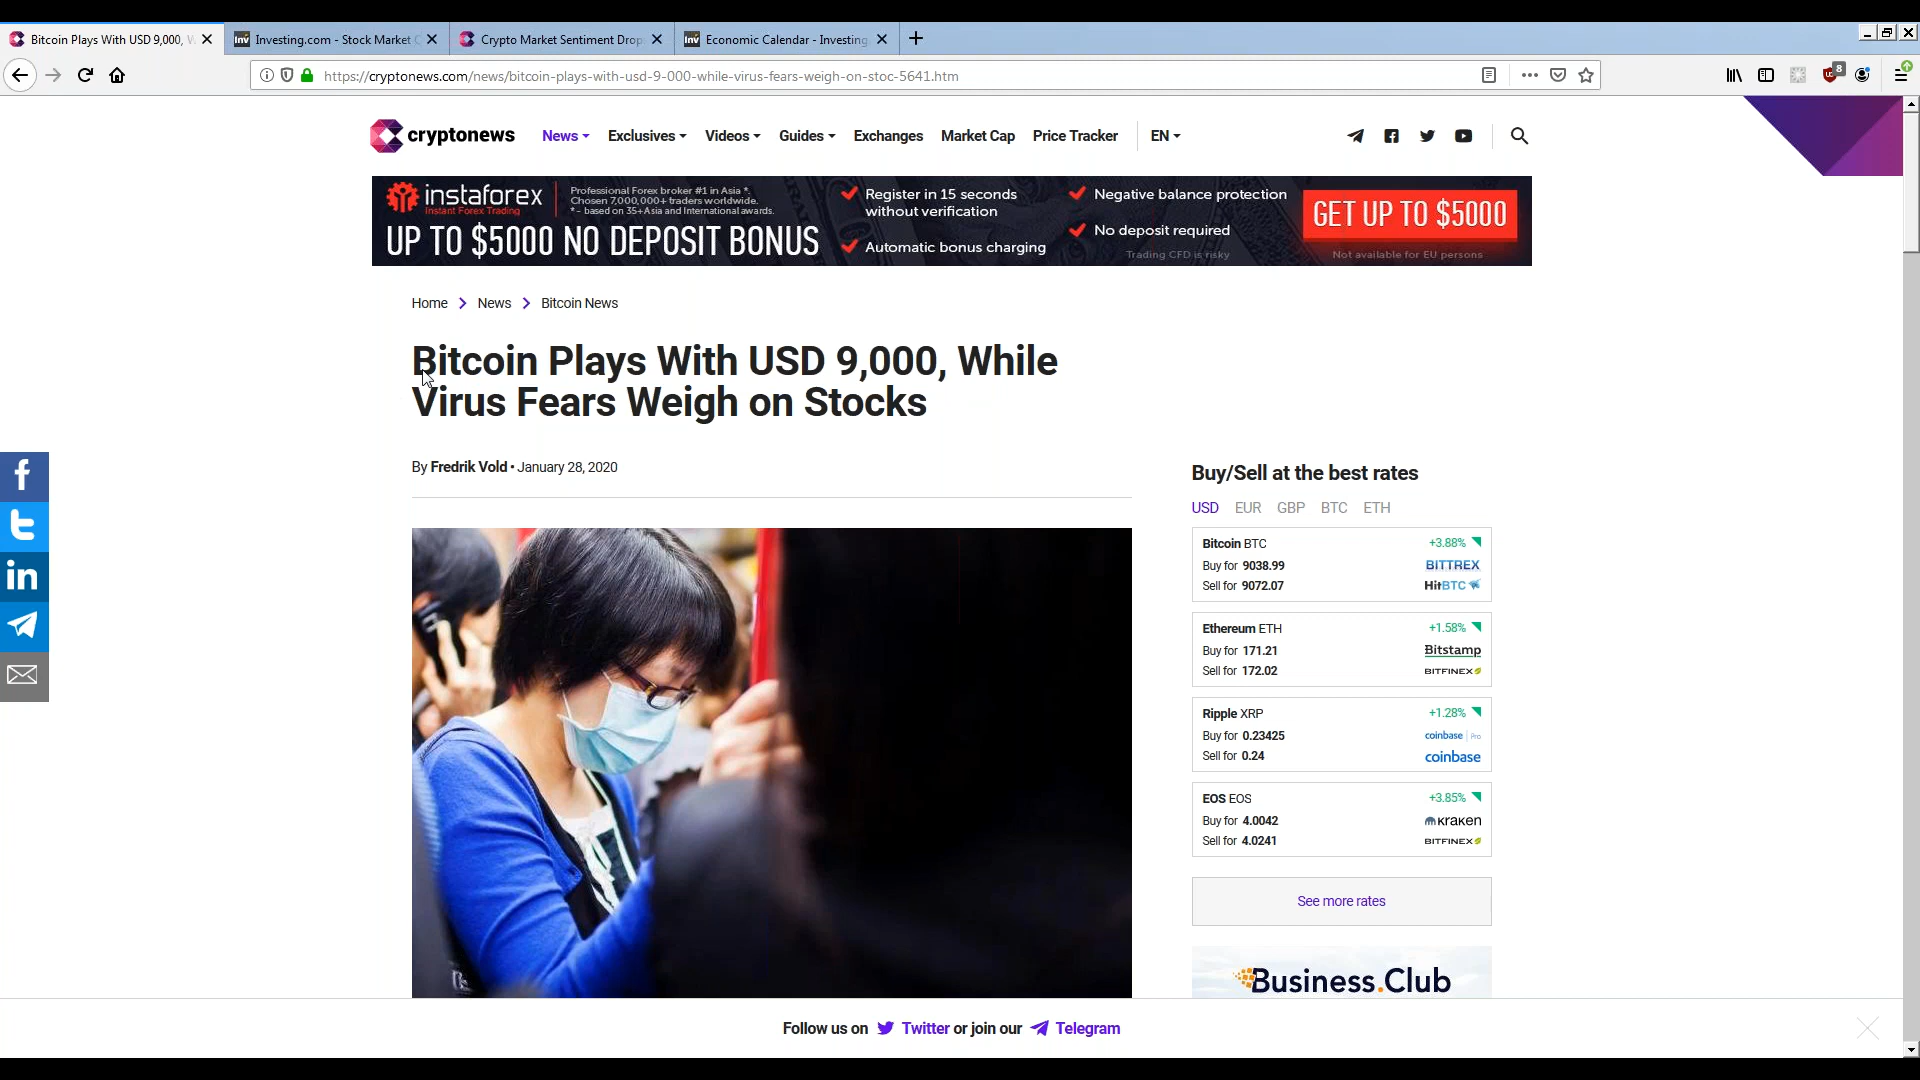 Bitcoin Plays With USD 9,000, W
Investing.com - Stock Market
Crypto Market Sentiment Drop
Economic Calendar - Investing
https://cryptonews.com/news/bitcoin-plays-with-usd-9-000-while-virus-fears-weigh-on-stoc-5641.htm
8
cryptonews
News
Exclusives
Videos
Guides
Exchanges
Market Cap
Price Tracker
EN
instaforex
Instant Forex Trading
Professional Forex broker #1 in Asia *.
Chosen 7,000,000+ traders worldwide.
* - based on 35+Asia and International awards.
UP TO $5000 NO DEPOSIT BONUS
Register in 15 seconds
without verification
Automatic bonus charging
Negative balance protection
No deposit required
Trading CFD is risky
GET UP TO $5000
Not available for EU persons
Home > News > Bitcoin News
Bitcoin Plays With USD 9,000, While
Virus Fears Weigh on Stocks
By Fredrik Vold • January 28, 2020
Buy/Sell at the best rates
USD EUR GBP BTC ETH
Bitcoin BTC +3.88%
Buy for 9038.99 BITTREX
Sell for 9072.07 HitBTC
Ethereum ETH +1.58%
Buy for 171.21 Bitstamp
Sell for 172.02 BITFINEX
Ripple XRP +1.28%
Buy for 0.23425 coinbase Pro
Sell for 0.24 coinbase
EOS EOS +3.85%
Buy for 4.0042 kraken
Sell for 4.0241 BITFINEX
See more rates
Business.Club
Follow us on Twitter or join our Telegram